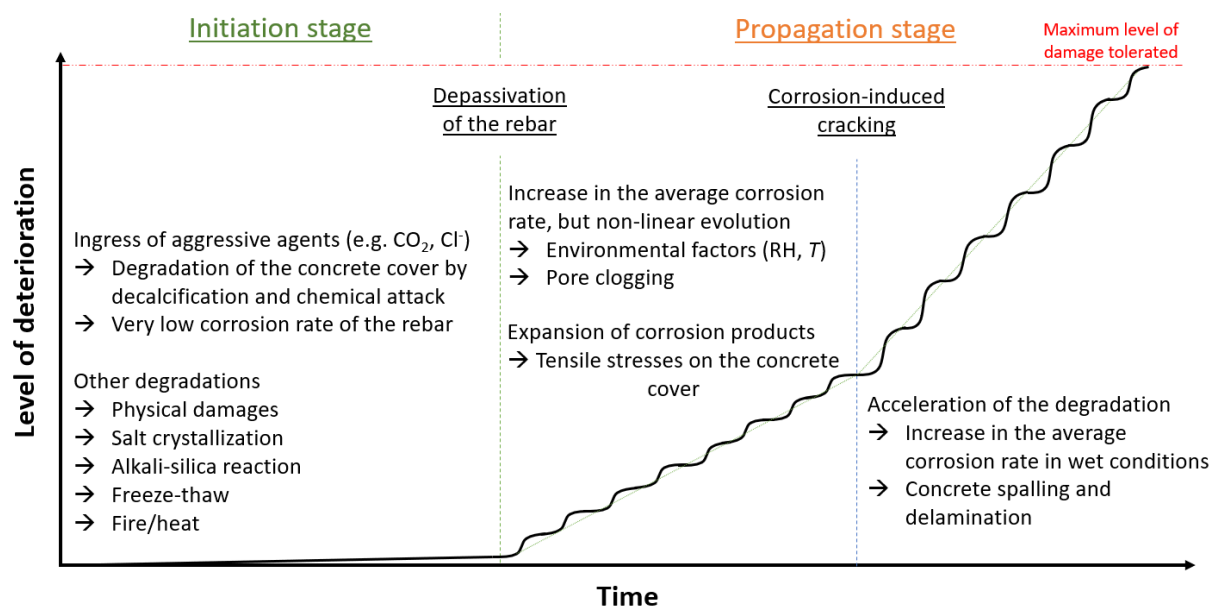 Initiation stage
Propagation stage
Maximum level of
damage tolerated
Depassivation
of the rebar
Corrosion-induced
cracking
Level of deterioration
Ingress of aggressive agents (e.g. CO₂, Cl⁻)
→ Degradation of the concrete cover by
decalcification and chemical attack
→ Very low corrosion rate of the rebar
Other degradations
→ Physical damages
→ Salt crystallization
→ Alkali-silica reaction
→ Freeze-thaw
→ Fire/heat
Increase in the average corrosion
rate, but non-linear evolution
→ Environmental factors (RH, T)
→ Pore clogging
Expansion of corrosion products
→ Tensile stresses on the concrete
cover
Acceleration of the degradation
→ Increase in the average
corrosion rate in wet conditions
→ Concrete spalling and
delamination
Time